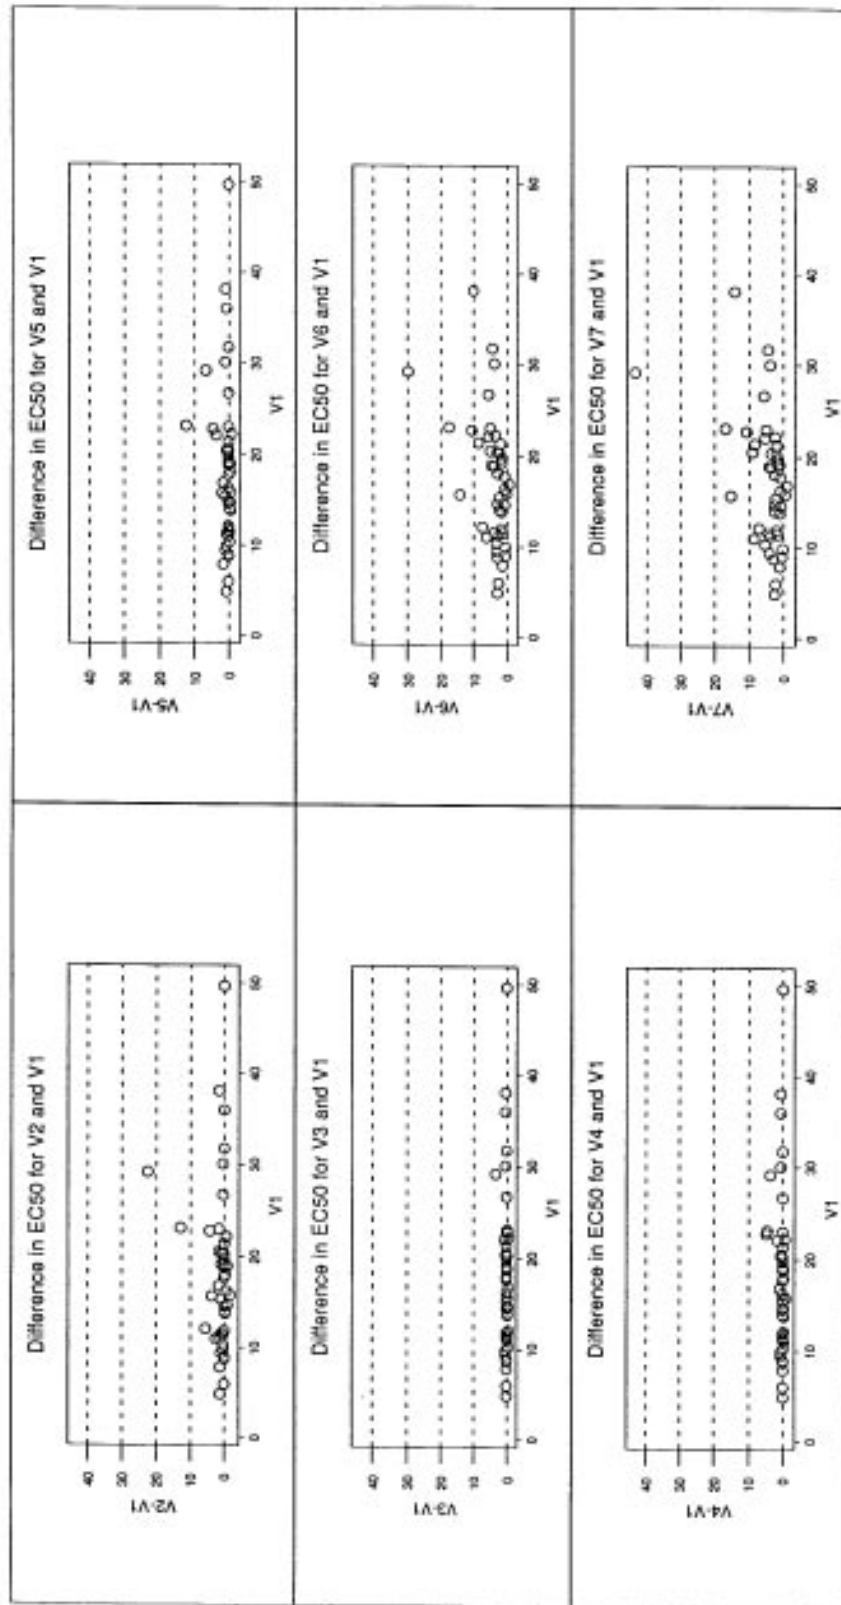 Difference in EC50 for V2 and V1
V2-V1
40
30
20
10
0
0 10 20 30 40 50
V1
Difference in EC50 for V5 and V1
V5-V1
40
30
20
10
0
0 10 20 30 40 50
V1
Difference in EC50 for V3 and V1
V3-V1
40
30
20
10
0
0 10 20 30 40 50
V1
Difference in EC50 for V6 and V1
V6-V1
40
30
20
10
0
0 10 20 30 40 50
V1
Difference in EC50 for V4 and V1
V4-V1
40
30
20
10
0
0 10 20 30 40 50
V1
Difference in EC50 for V7 and V1
V7-V1
40
30
20
10
0
0 10 20 30 40 50
V1